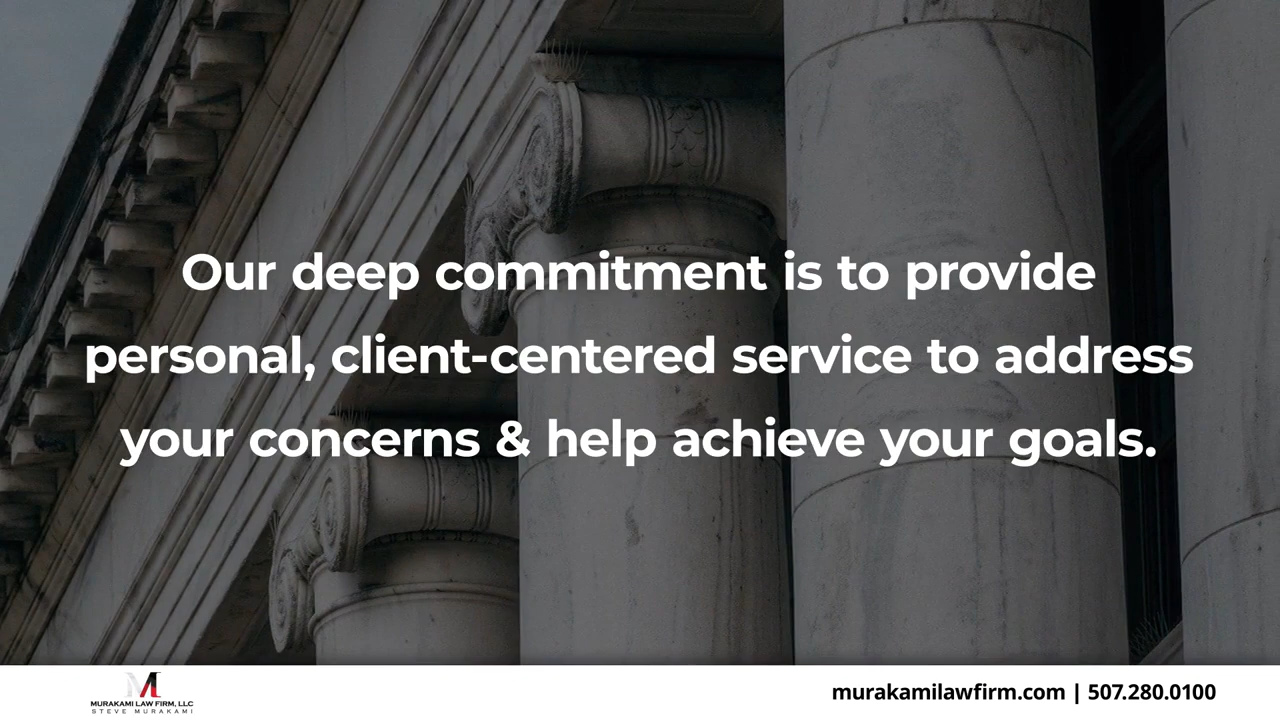 Our deep commitment is to provide
personal, client-centered service to address
your concerns & help achieve your goals.
M
MURAKAMI LAW FIRM, LLC
STEVE MURAKAMI
murakamilawfirm.com | 507.280.0100